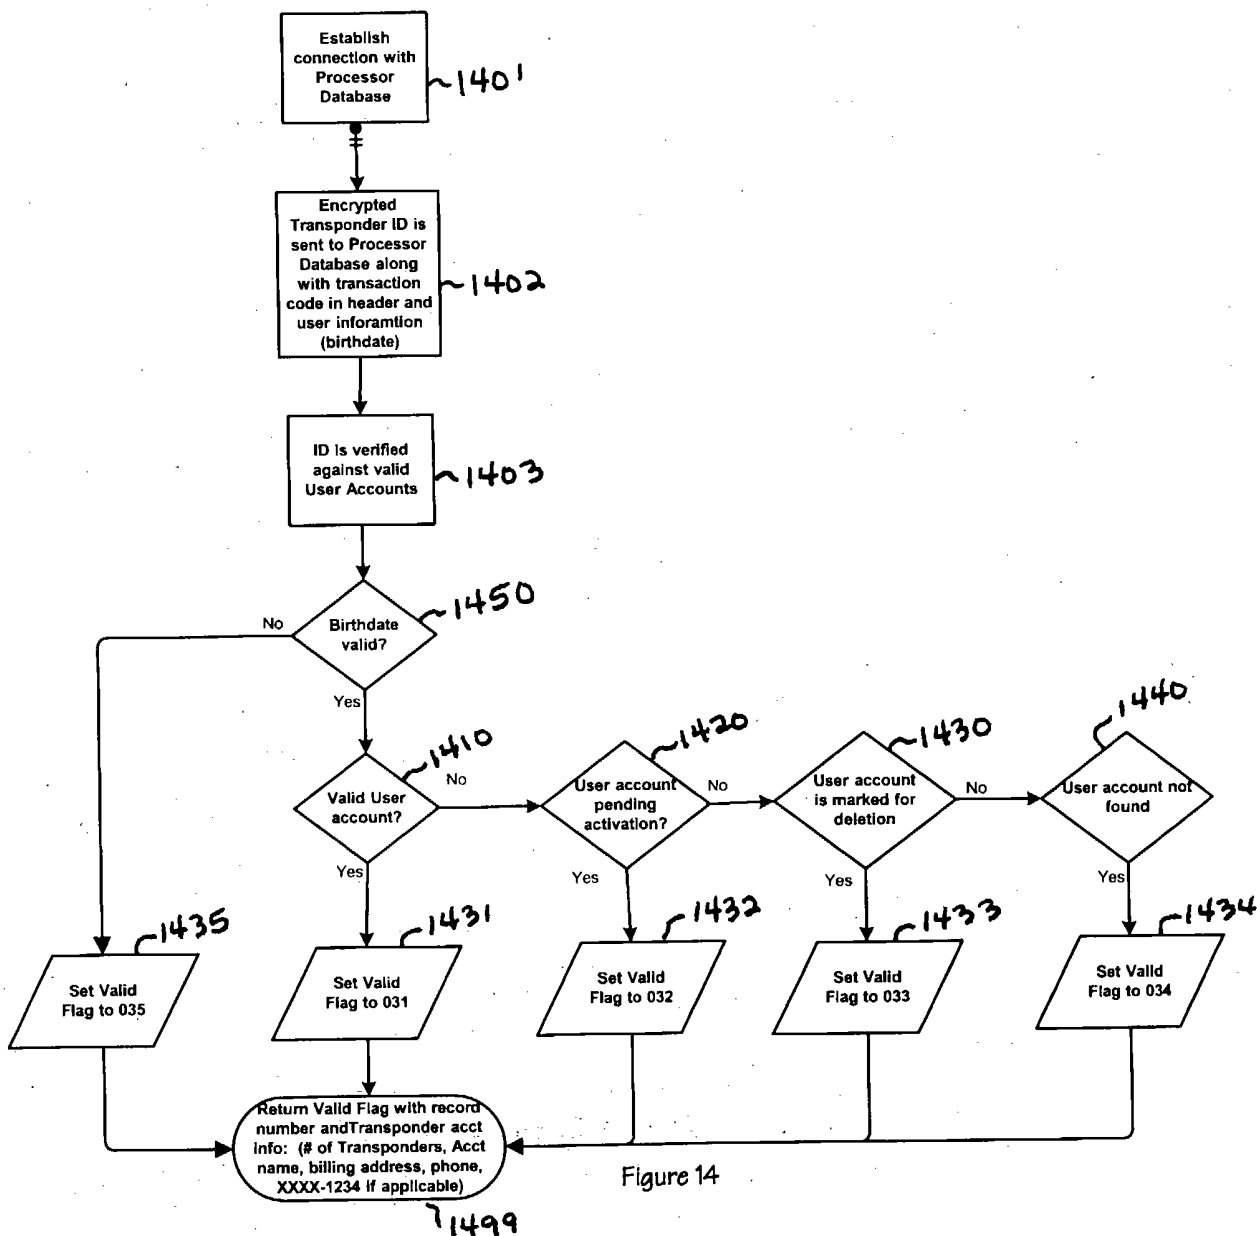 Establish
connection with
Processor
Database
1401
Encrypted
Transponder ID is
sent to Processor
Database along
with transaction
code in header and
user inforamtion
(birthdate)
1402
ID is verified
against valid
User Accounts
1403
Birthdate
valid?
1450
No
Yes
Valid User
account?
1410
No
Yes
User account
pending
activation?
1420
No
Yes
User account
is marked for
deletion
1430
No
Yes
User account not
found
1440
Yes
Set Valid
Flag to 035
1435
Set Valid
Flag to 031
1431
Set Valid
Flag to 032
1432
Set Valid
Flag to 033
1433
Set Valid
Flag to 034
1434
Return Valid Flag with record
number andTransponder acct
info: (# of Transponders, Acct
name, billing address, phone,
XXXX-1234 if applicable)
1499
Figure 14